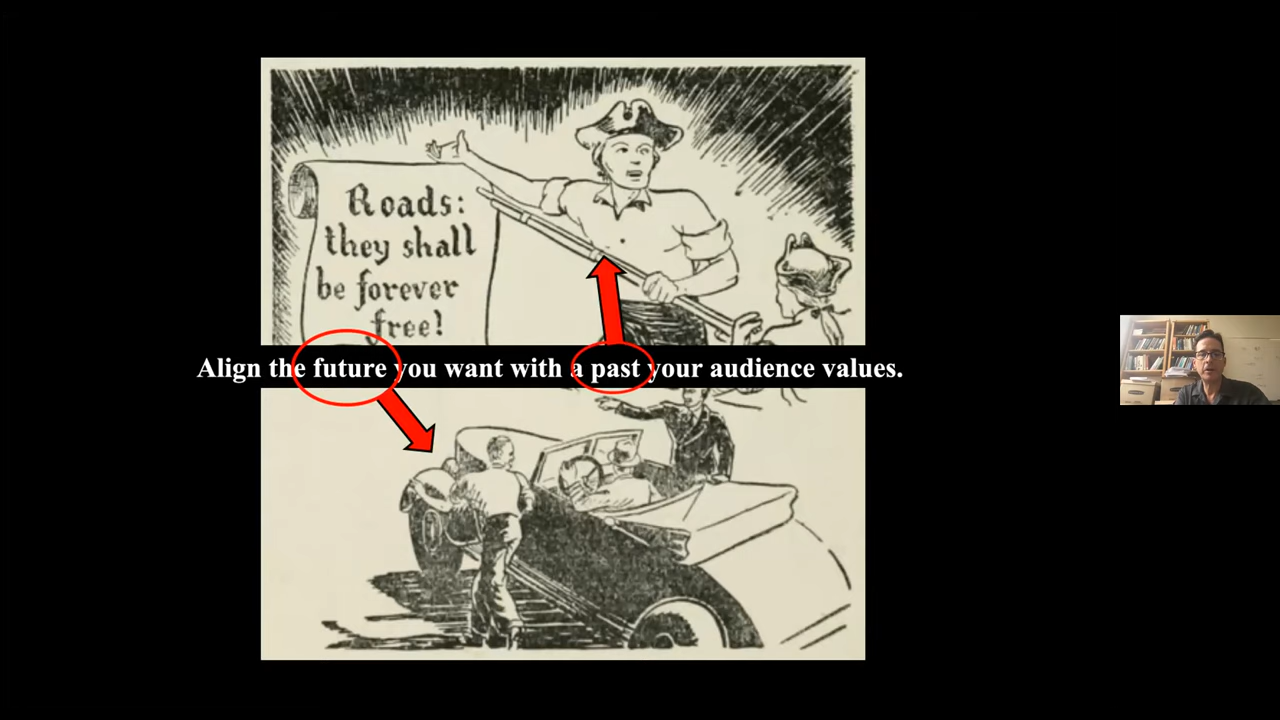 Roads:
they shall
be forever
free!
Align the future you want with a past your audience values.